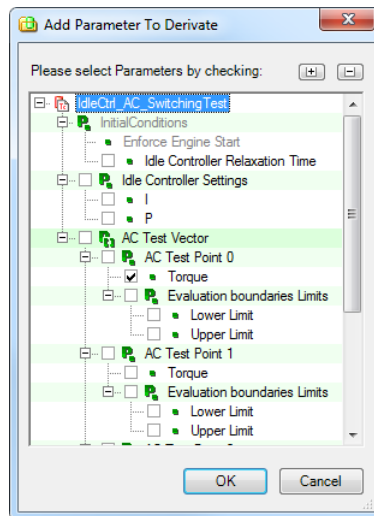 Add Parameter To Derivate
Please select Parameters by checking:
IdleCtrl_AC_SwitchingTest
InitialConditions
Enforce Engine Start
Idle Controller Relaxation Time
Idle Controller Settings
I
P
AC Test Vector
AC Test Point 0
Torque
Evaluation boundaries Limits
Lower Limit
Upper Limit
AC Test Point 1
Torque
Evaluation boundaries Limits
Lower Limit
Upper Limit
OK Cancel